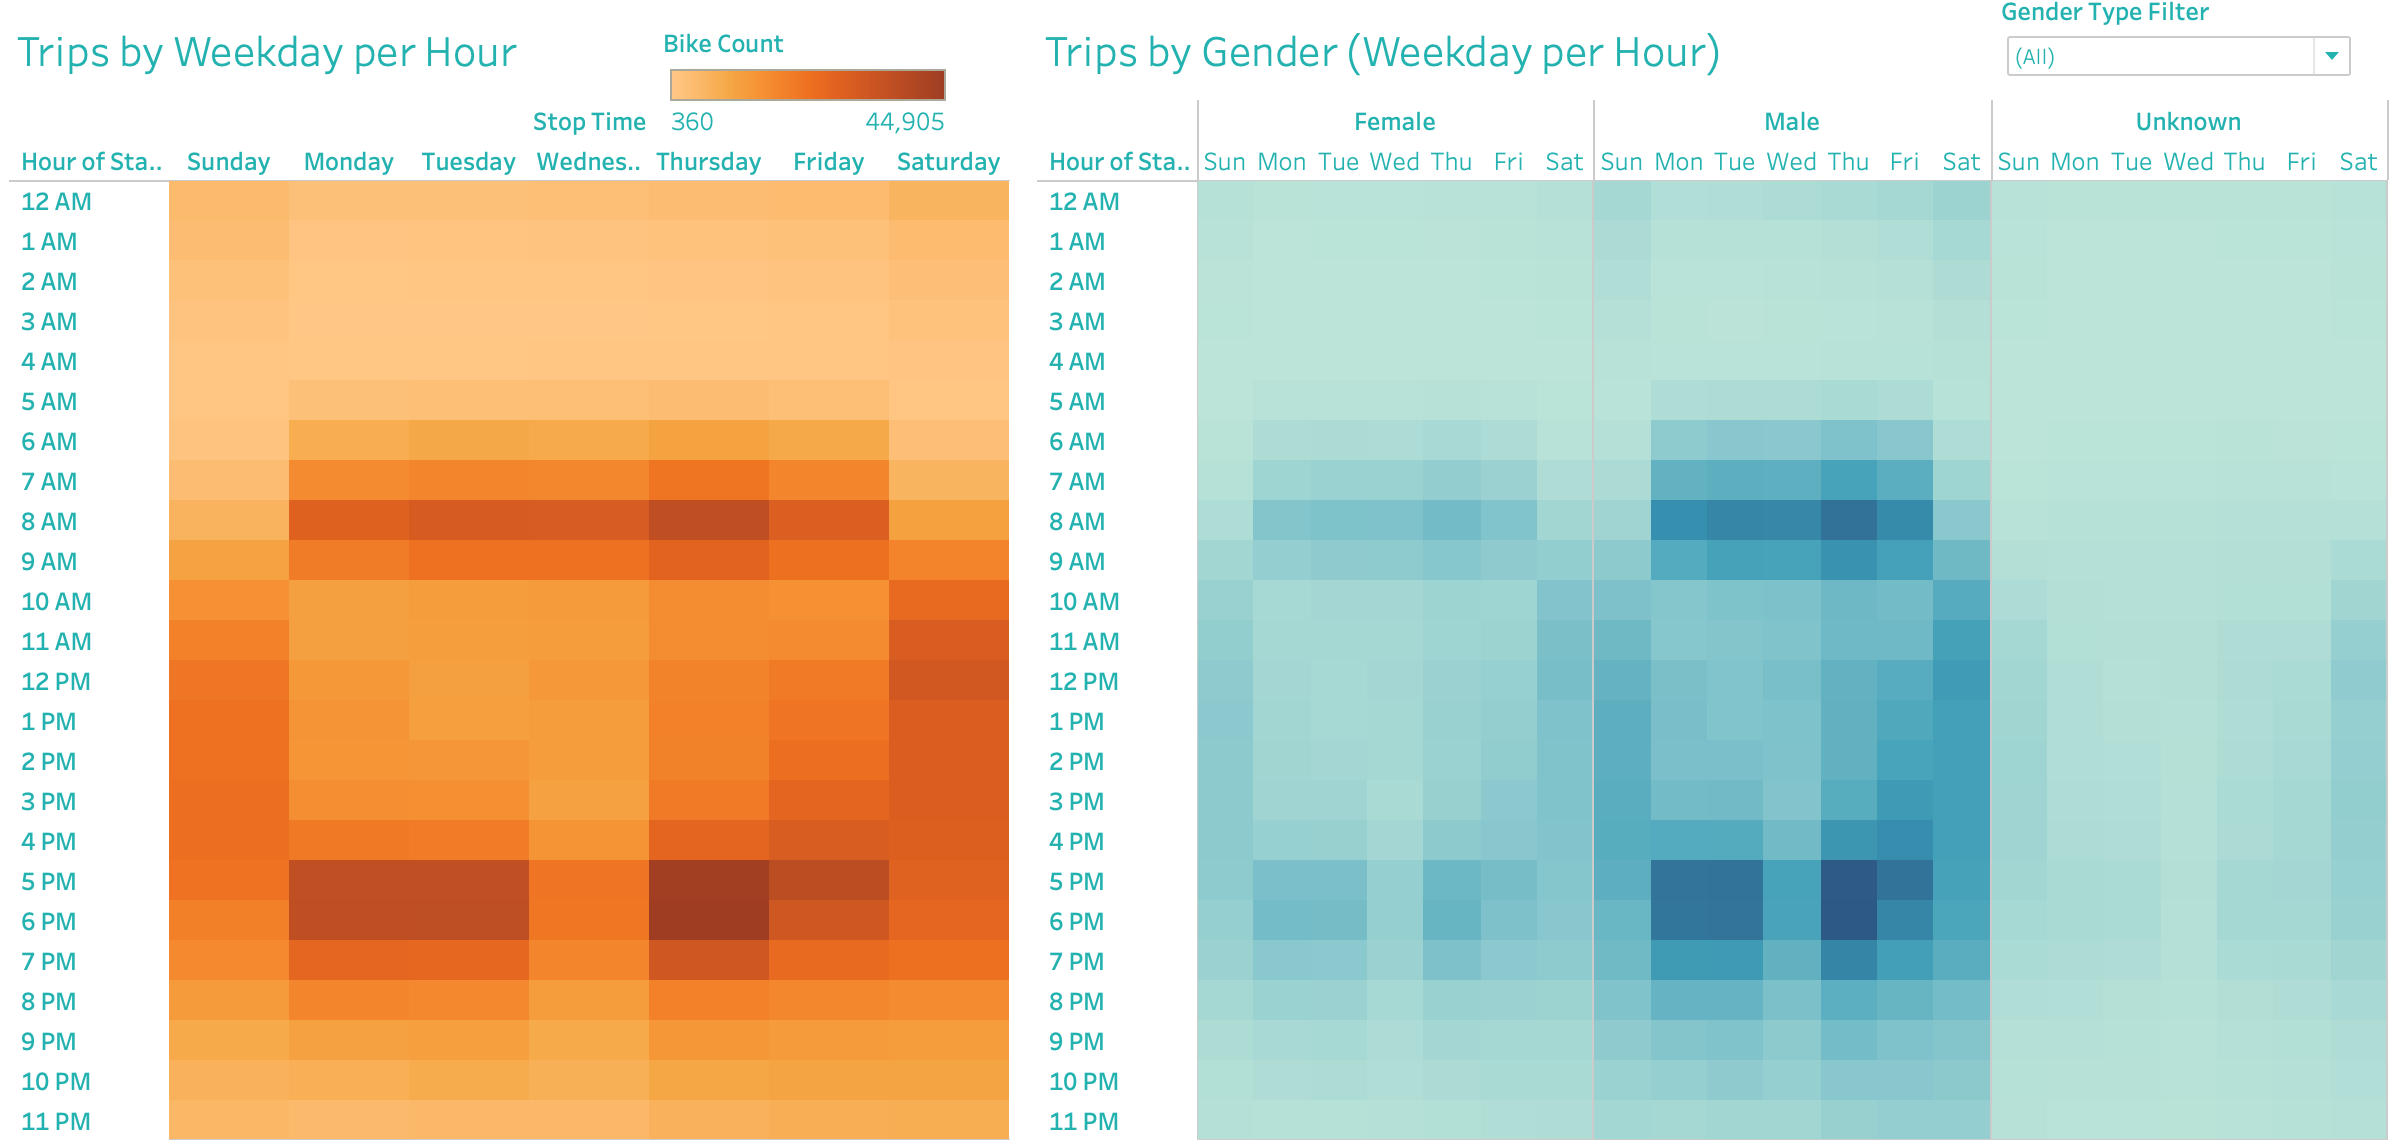 Gender Type Filter
Trips by Weekday per Hour
Bike Count
Trips by Gender (Weekday per Hour)
(All)
Stop Time 360 44,905
Female Male Unknown
Hour of Sta.. Sunday Monday Tuesday Wednes.. Thursday Friday Saturday
Hour of Sta.. Sun Mon Tue Wed Thu Fri Sat Sun Mon Tue Wed Thu Fri Sat Sun Mon Tue Wed Thu Fri Sat
12 AM 12 AM
1 AM 1 AM
2 AM 2 AM
3 AM 3 AM
4 AM 4 AM
5 AM 5 AM
6 AM 6 AM
7 AM 7 AM
8 AM 8 AM
9 AM 9 AM
10 AM 10 AM
11 AM 11 AM
12 PM 12 PM
1 PM 1 PM
2 PM 2 PM
3 PM 3 PM
4 PM 4 PM
5 PM 5 PM
6 PM 6 PM
7 PM 7 PM
8 PM 8 PM
9 PM 9 PM
10 PM 10 PM
11 PM 11 PM